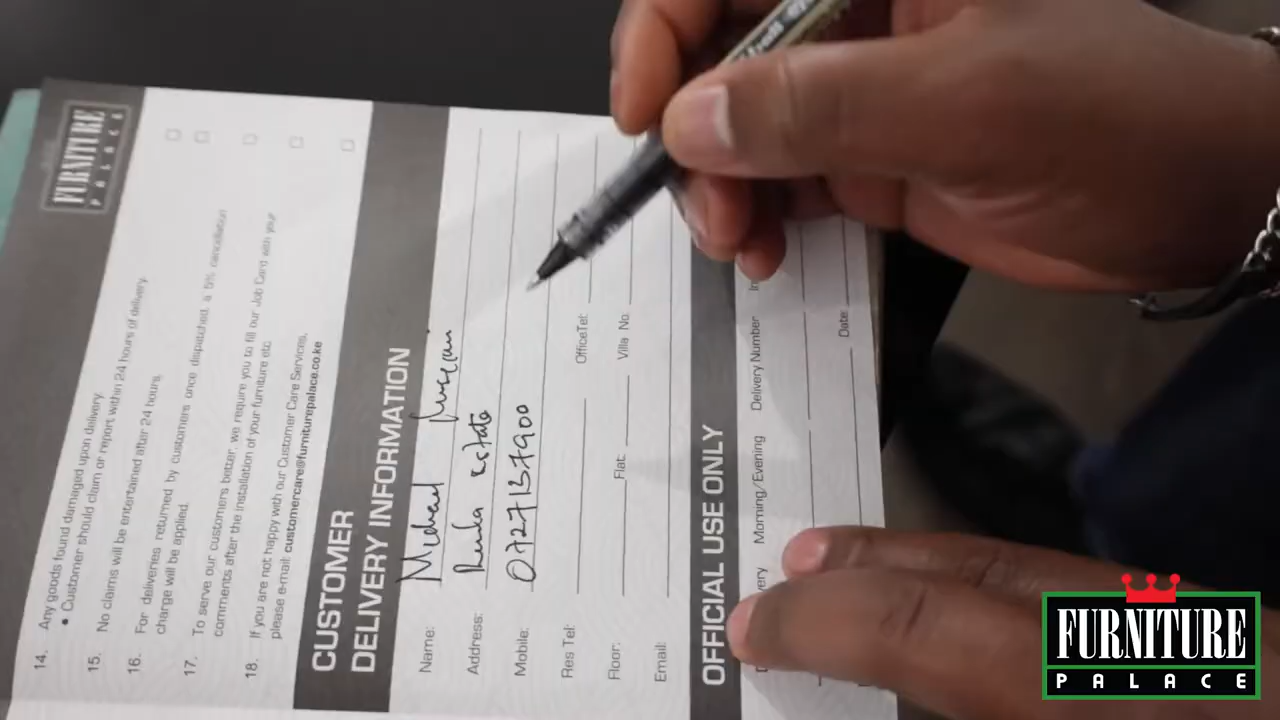 FURNITURE
PALACE
14. Any goods found damaged upon delivery.
• Customer should claim or report within 24 hours of delivery.
15. No claims will be entertained after 24 hours.
16. For deliveries returned by customers once dispatched, a 5% cancellation
charge will be applied.
17. To serve our customers better, we require you to fill our Job Card with your
comments after the installation of your furniture etc
18. If you are not happy with our Customer Care Services,
please e-mail: customercare@furniturepalace.co.ke
CUSTOMER
DELIVERY INFORMATION
Name: Michael
Address: Estate
Mobile: 0727137900
Res Tel: Office Tel:
Floor: Flat: Villa No.
Email:
OFFICIAL USE ONLY
Morning/Evening Delivery Number
Date:
FURNITURE
PALACE